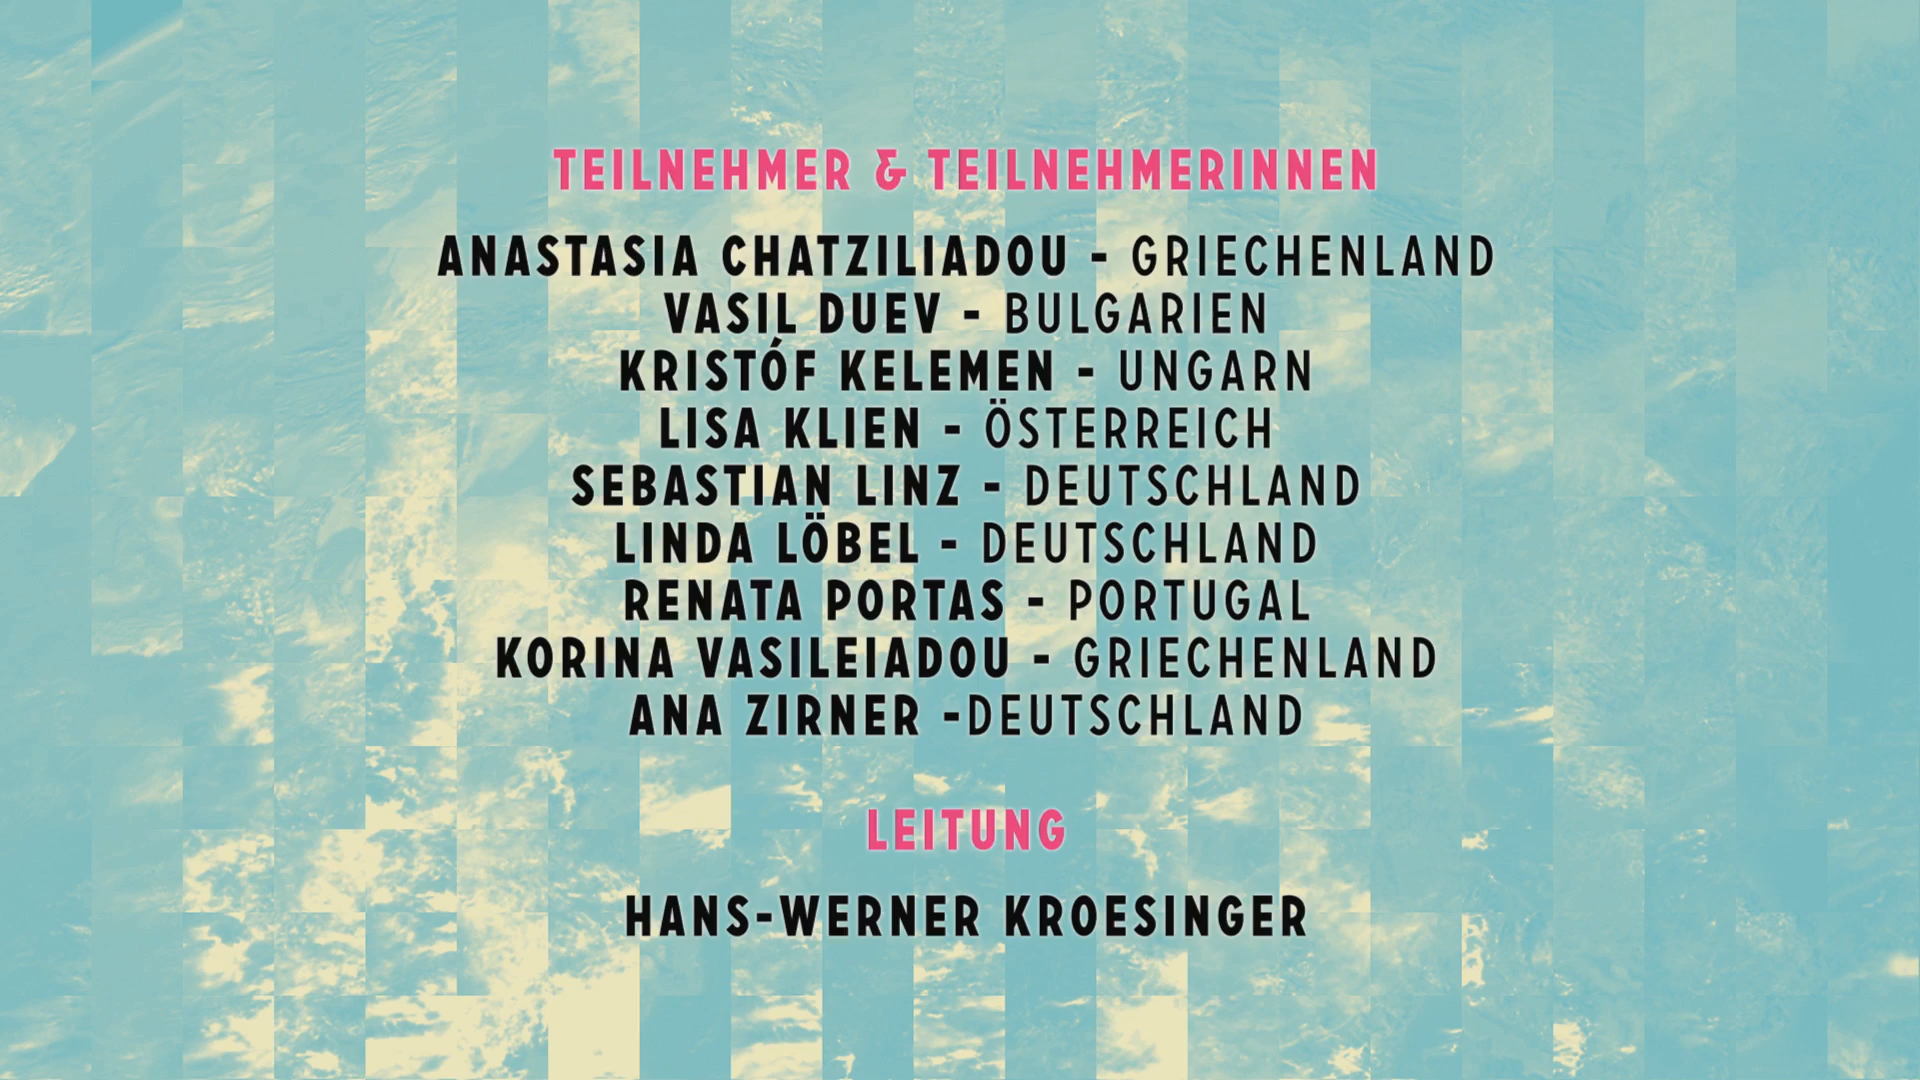 TEILNEHMER & TEILNEHMERINNEN
ANASTASIA CHATZILIADOU - GRIECHENLAND
VASIL DUEV - BULGARIEN
KRISTÓF KELEMEN - UNGARN
LISA KLIEN - ÖSTERREICH
SEBASTIAN LINZ - DEUTSCHLAND
LINDA LÖBEL - DEUTSCHLAND
RENATA PORTAS - PORTUGAL
KORINA VASILEIADOU - GRIECHENLAND
ANA ZIRNER -DEUTSCHLAND
LEITUNG
HANS-WERNER KROESINGER